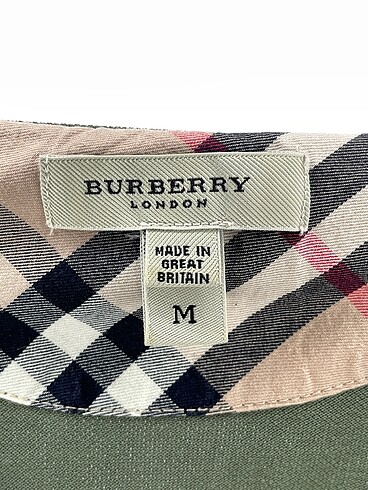 BURBERRY
LONDON
MADE IN
GREAT
BRITAIN
M